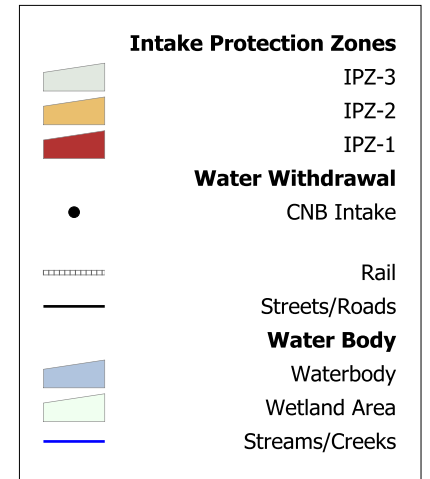 Intake Protection Zones
IPZ-3
IPZ-2
IPZ-1
Water Withdrawal
CNB Intake
Rail
Streets/Roads
Water Body
Waterbody
Wetland Area
Streams/Creeks